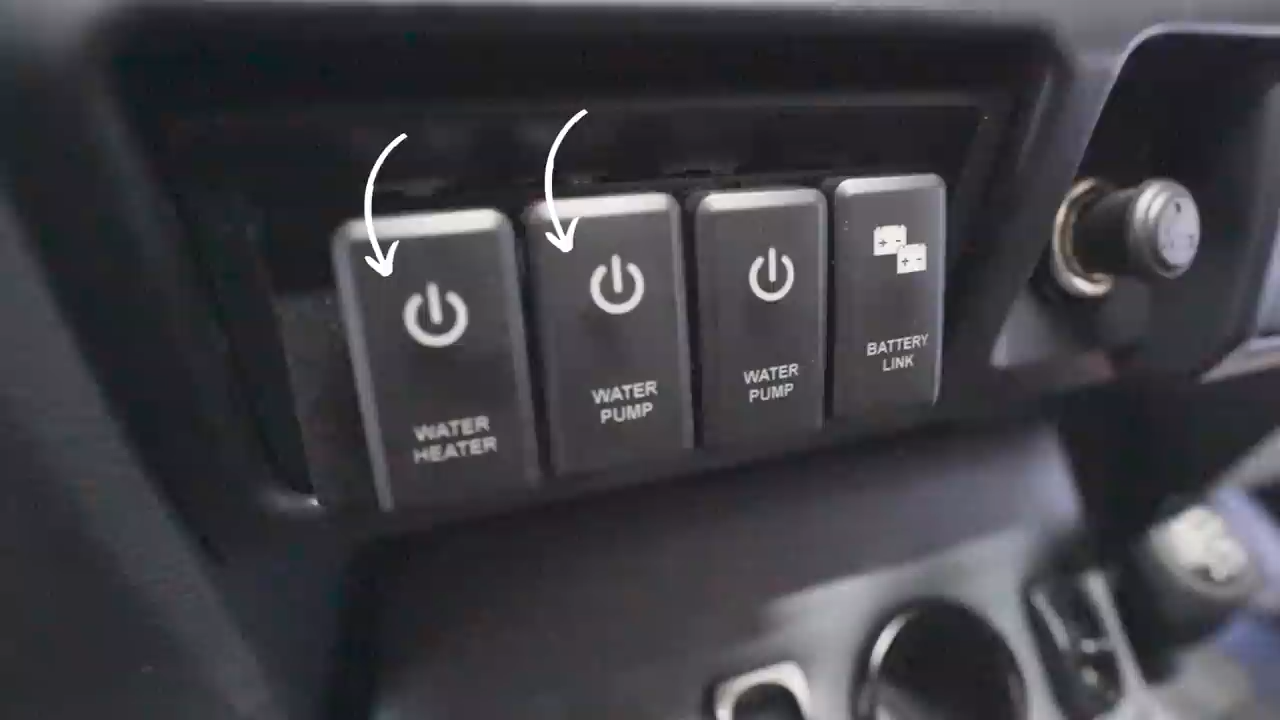 WATER
HEATER
WATER
PUMP
WATER
PUMP
BATTERY
LINK